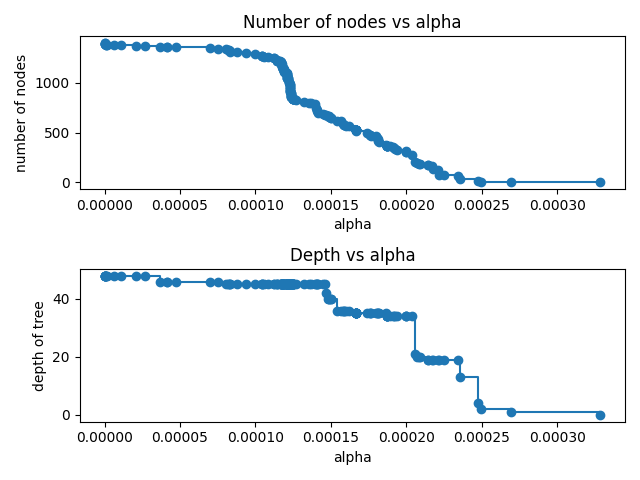 Number of nodes vs alpha
number of nodes
1000
500
0
0.00000 0.00005 0.00010 0.00015 0.00020 0.00025 0.00030
alpha
Depth vs alpha
depth of tree
40
20
0
0.00000 0.00005 0.00010 0.00015 0.00020 0.00025 0.00030
alpha